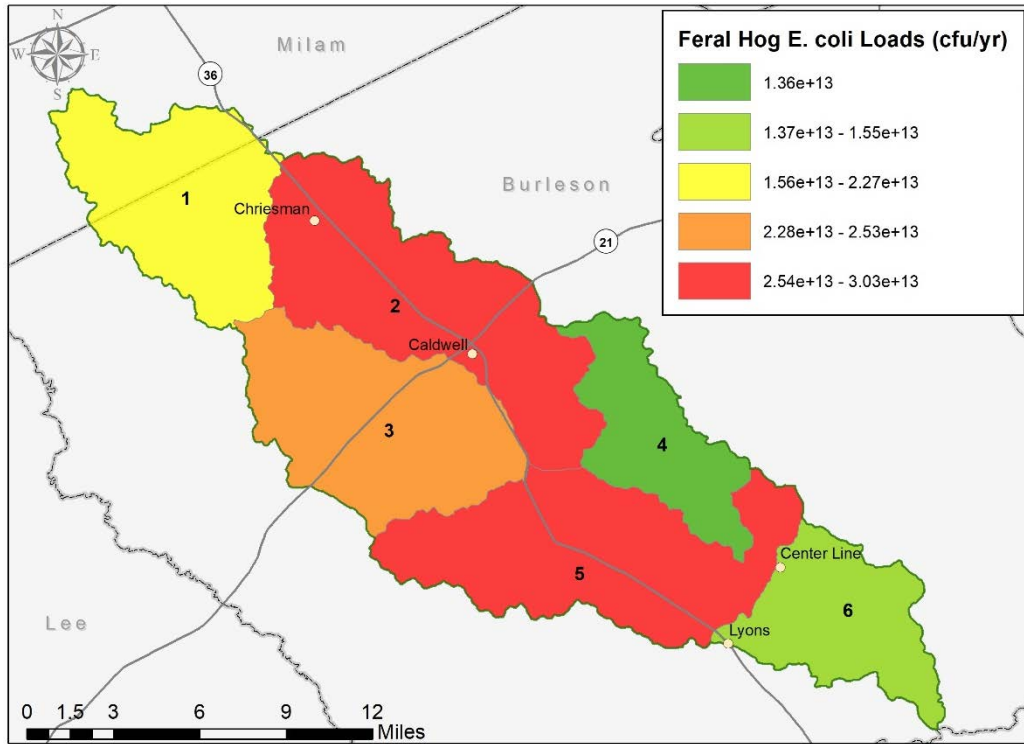 N
W E
S
Milam
36
Feral Hog E. coli Loads (cfu/yr)
1.36e+13
1.37e+13 - 1.55e+13
1.56e+13 - 2.27e+13
2.28e+13 - 2.53e+13
2.54e+13 - 3.03e+13
Burleson
1
Chriesman
21
2
Caldwell
3
4
Center Line
5
6
Lyons
Lee
0 1.5 3 6 9 12
Miles